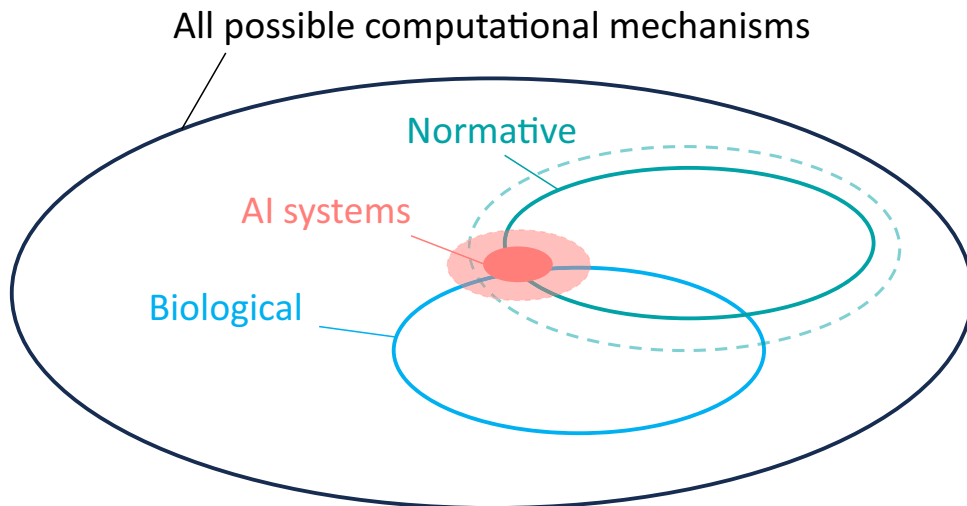 All possible computational mechanisms
Normative
AI systems
Biological